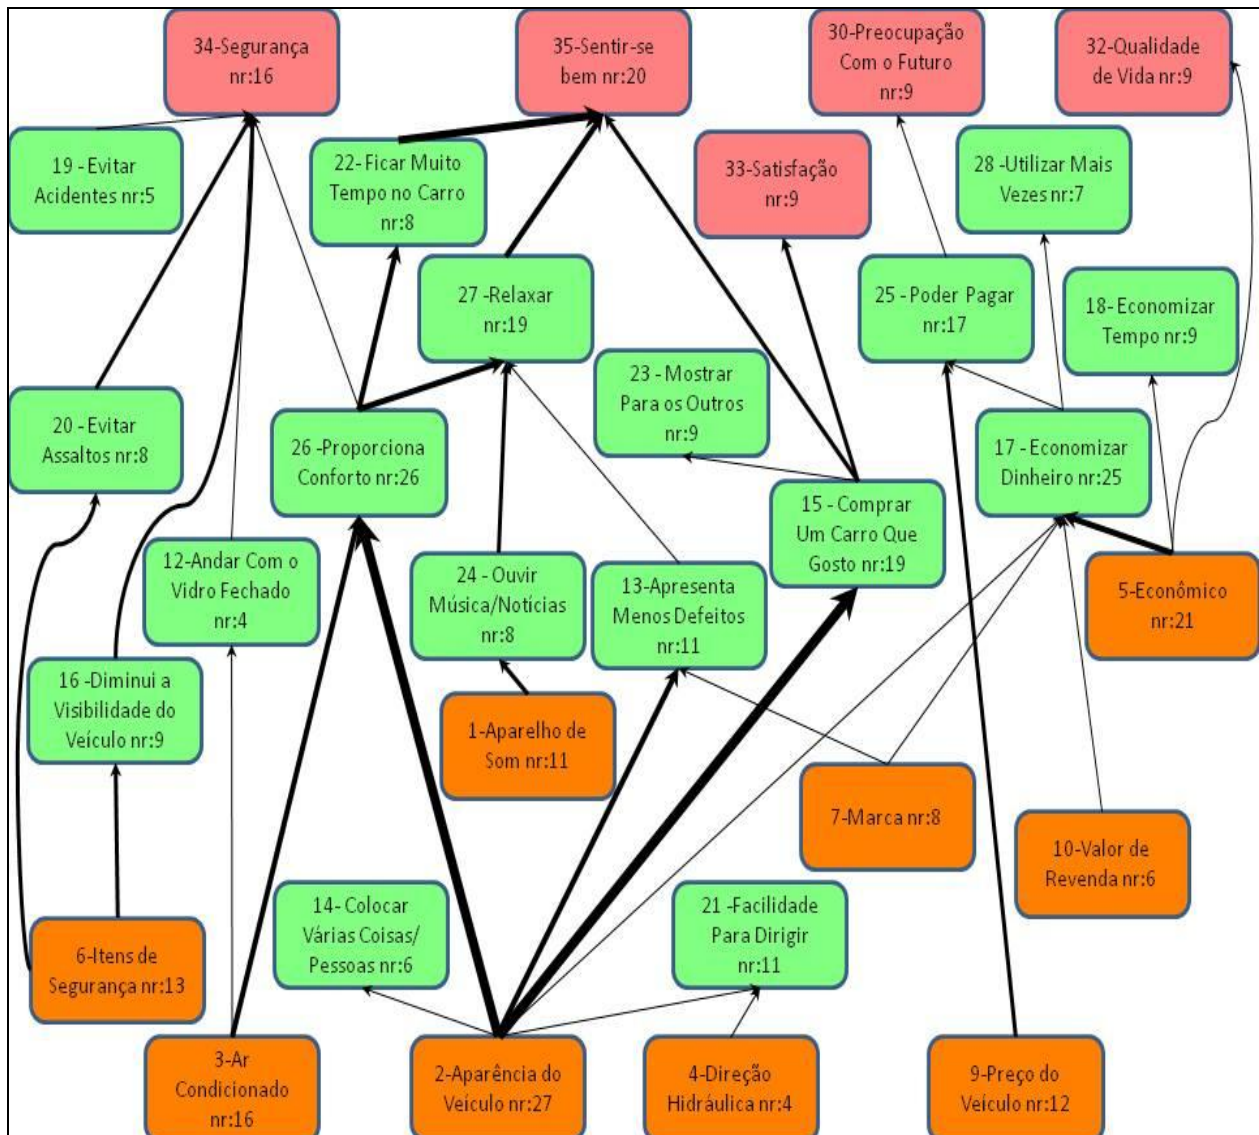 34-Segurança
nr:16
35-Sentir-se
bem nr:20
30-Preocupação
Com o Futuro
nr:9
32-Qualidade
de Vida nr:9
19 - Evitar
Acidentes nr:5
22- Ficar Muito
Tempo no Carro
nr:8
33-Satisfação
nr:9
28 -Utilizar Mais
Vezes nr:7
27 -Relaxar
nr:19
25 - Poder Pagar
nr:17
18- Economizar
Tempo nr:9
23 - Mostrar
Para os Outros
nr:9
20 - Evitar
Assaltos nr:8
26 -Proporciona
Conforto nr:26
17 - Economizar
Dinheiro nr:25
15 - Comprar
Um Carro Que
Gosto nr:19
12-Andar Com o
Vidro Fechado
nr:4
24 - Ouvir
Música/Notícias
nr:8
13-Apresenta
Menos Defeitos
nr:11
5-Econômico
nr:21
16 -Diminui a
Visibilidade do
Veículo nr:9
1-Aparelho de
Som nr:11
7-Marca nr:8
10-Valor de
Revenda nr:6
14- Colocar
Várias Coisas/
Pessoas nr:6
21 -Facilidade
Para Dirigir
nr:11
6-Itens de
Segurança nr:13
3-Ar
Condicionado
nr:16
2-Aparência do
Veículo nr:27
4-Direção
Hidráulica nr:4
9-Preço do
Veículo nr:12